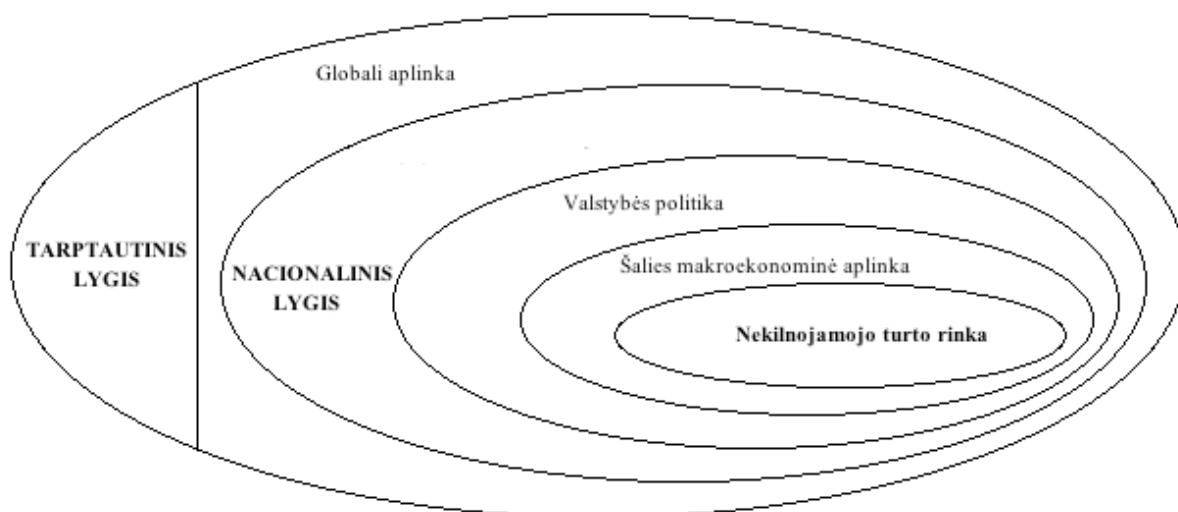 Globali aplinka
Valstybės politika
TARPTAUTINIS
LYGIS
NACIONALINIS
LYGIS
Šalies makroekonominė aplinka
Nekilnojamojo turto rinka